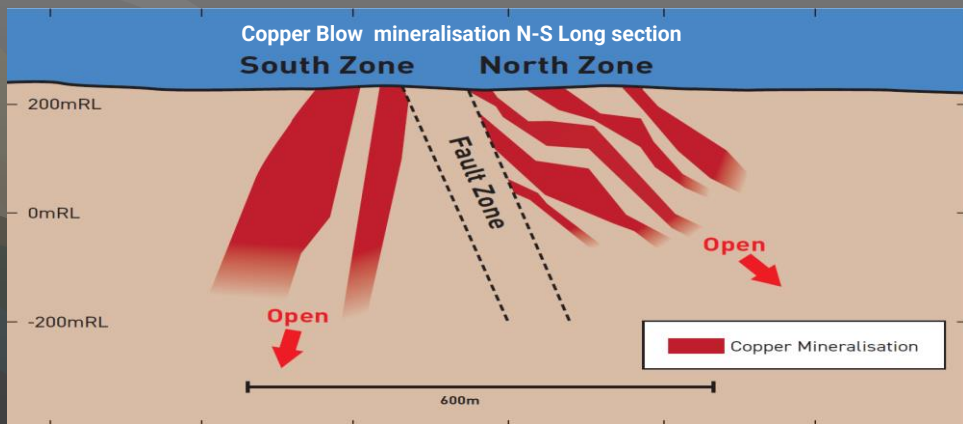 Copper Blow  mineralisation N-S Long section
South Zone
North Zone
200mRL
Fault Zone
0mRL
Open
-200mRL
Open
Copper Mineralisation
600m